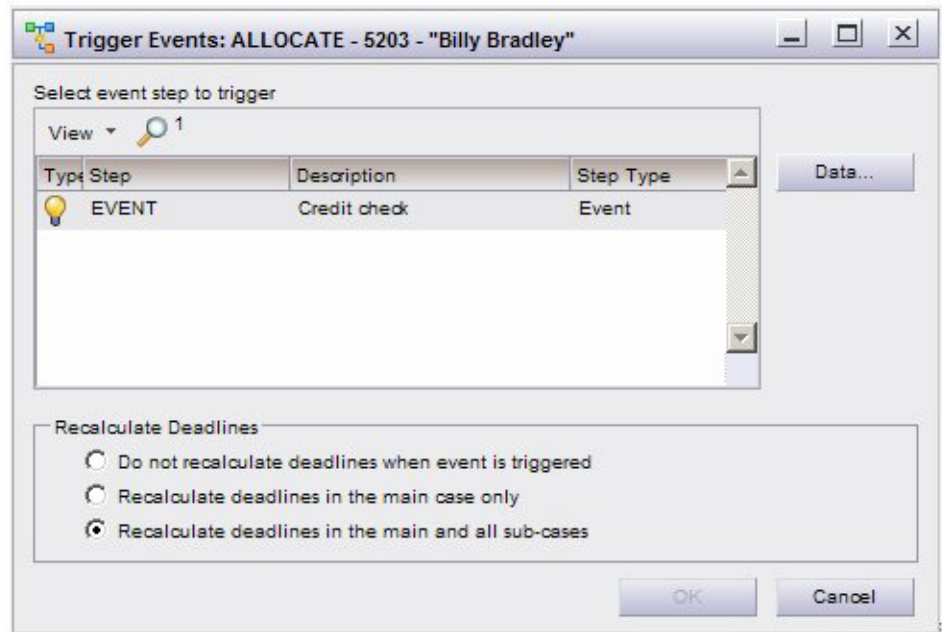 Trigger Events: ALLOCATE - 5203 - "Billy Bradley"
Select event step to trigger
View 1
Data...
Type Step Description Step Type
EVENT Credit check Event
Recalculate Deadlines
Do not recalculate deadlines when event is triggered
Recalculate deadlines in the main case only
Recalculate deadlines in the main and all sub-cases
OK Cancel